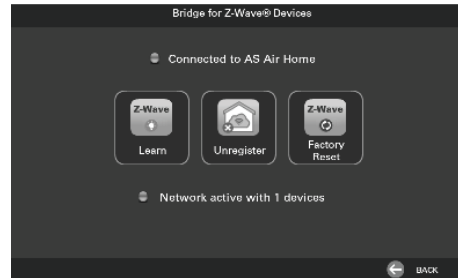 Bridge for Z-Wave® Devices
Connected to AS Air Home
Z-Wave
Z-Wave
Learn
Unregister
Factory
Reset
Network active with 1 devices
BACK